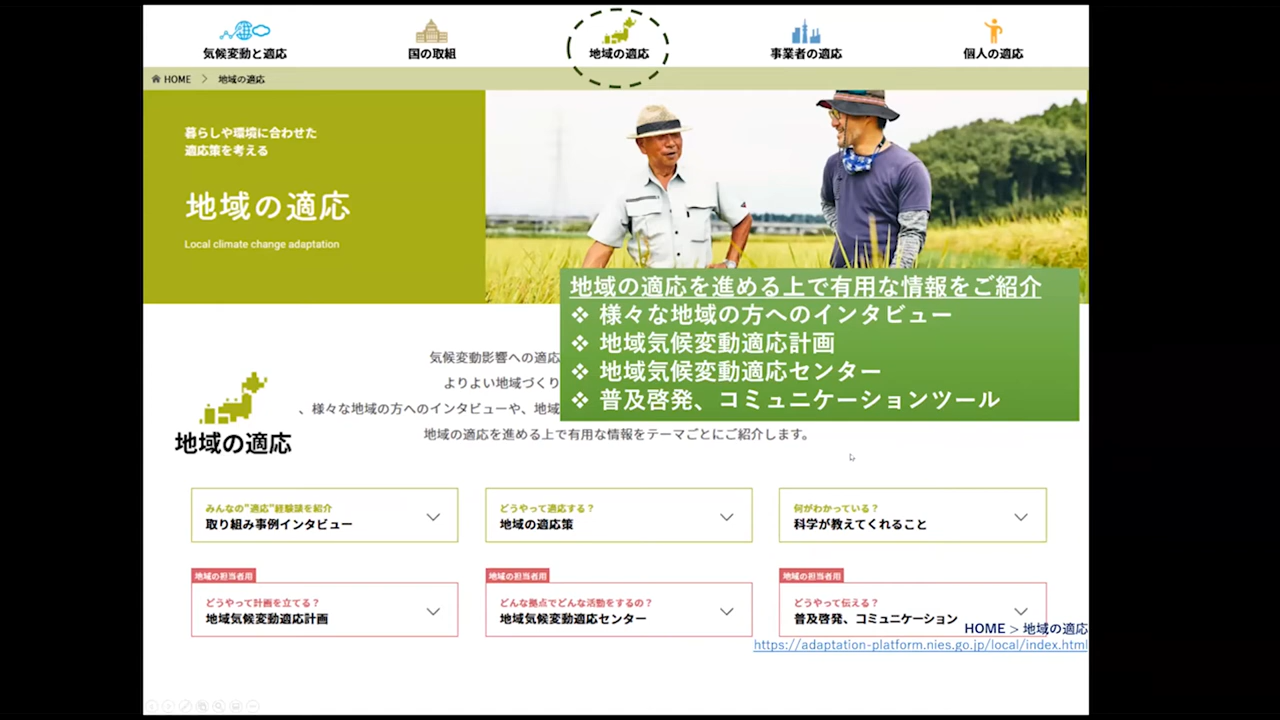 気候変動と適応
国の取組
地域の適応
事業者の適応
個人の適応
HOME > 地域の適応
暮らしや環境に合わせた
適応策を考える
地域の適応
Local climate change adaptation
地域の適応を進める上で有用な情報をご紹介
❖ 様々な地域の方へのインタビュー
❖ 地域気候変動適応計画
❖ 地域気候変動適応センター
❖ 普及啓発、コミュニケーションツール
気候変動影響への適応
よりよい地域づくり
、様々な地域の方へのインタビューや、地域
地域の適応を進める上で有用な情報をテーマごとにご紹介します。
地域の適応
みんなの"適応"経験談を紹介
取り組み事例インタビュー
どうやって適応する?
地域の適応策
何がわかっている?
科学が教えてくれること
地域の担当者用
どうやって計画を立てる?
地域気候変動適応計画
地域の担当者用
どんな拠点でどんな活動をするの?
地域気候変動適応センター
地域の担当者用
どうやって伝える?
普及啓発、コミュニケーション
HOME > 地域の適応
https://adaptation-platform.nies.go.jp/local/index.html